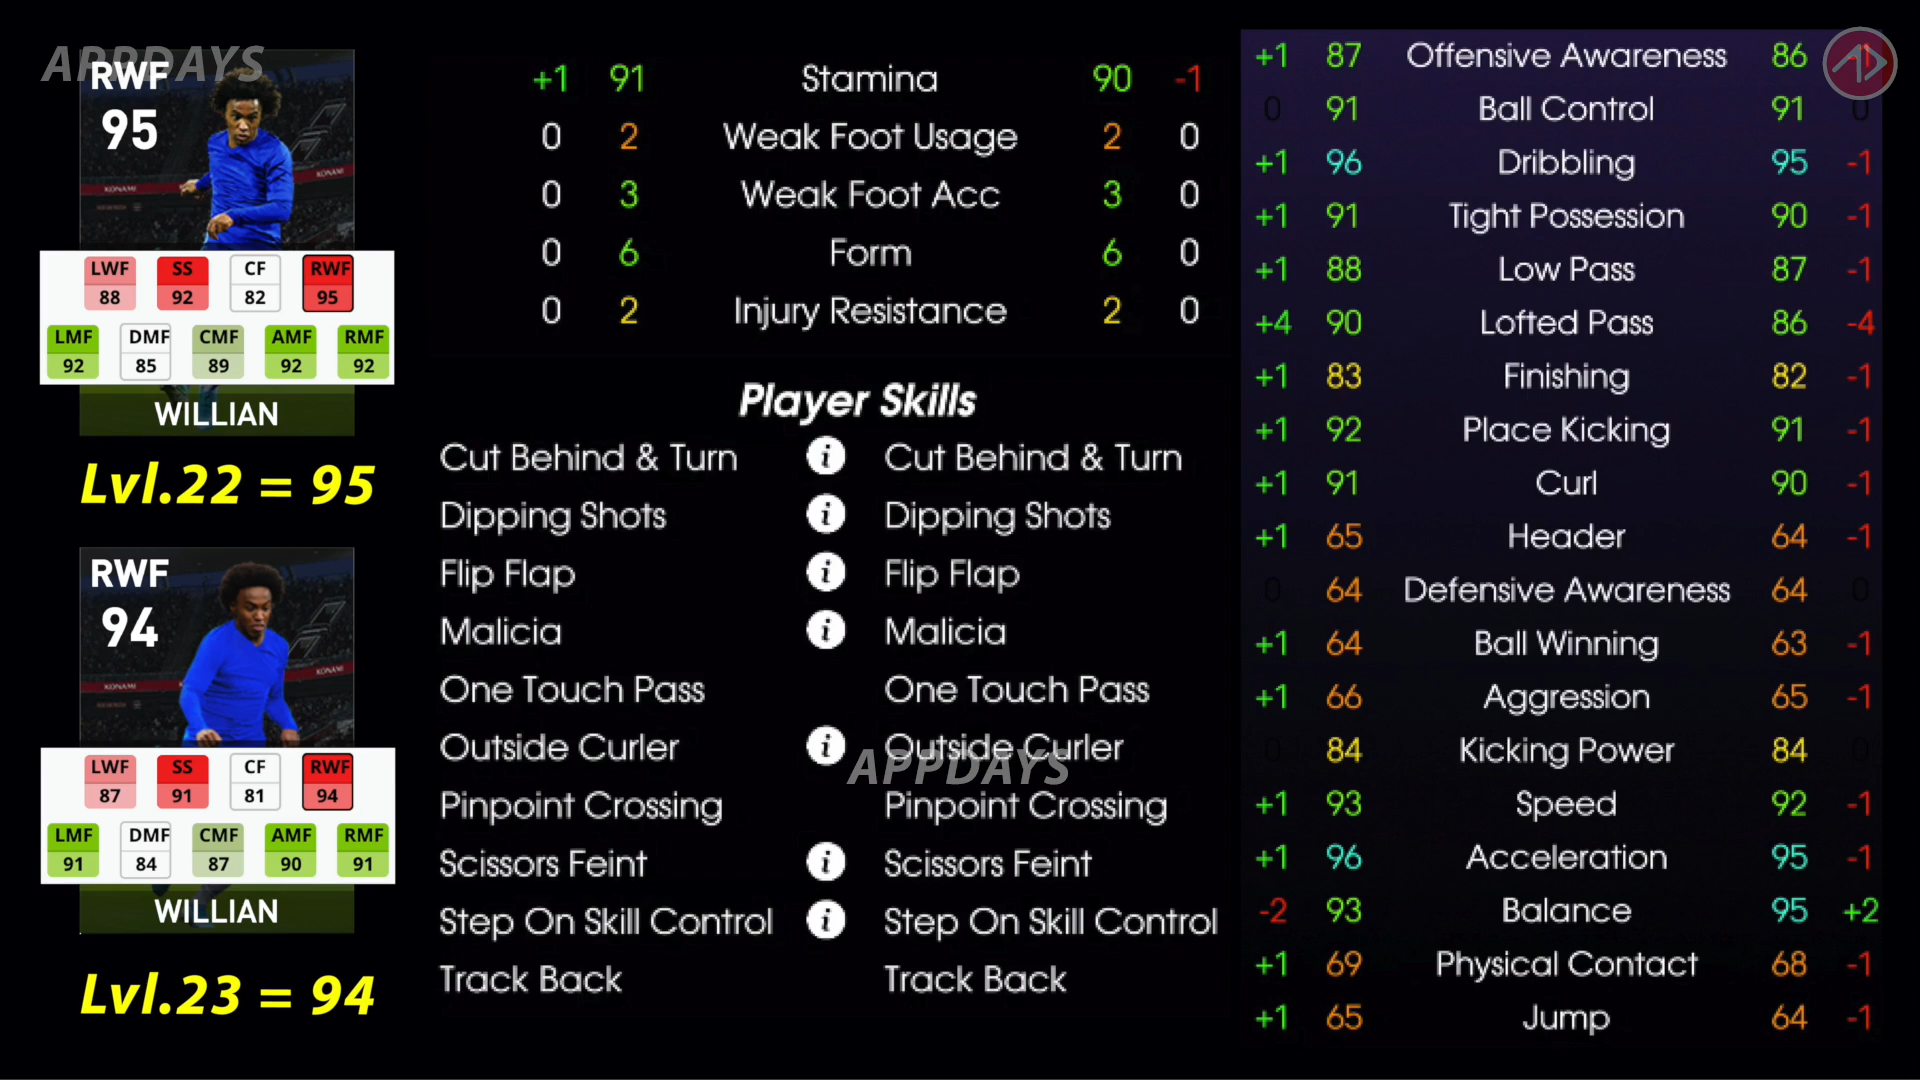 APPDAYS
RWF
95
KONAMI
LWF SS CF RWF
88 92 82 95
LMF DMF CMF AMF RMF
92 85 89 92 92
WILLIAN
Lvl.22 = 95
RWF
94
KONAMI
KONAMI
LWF SS CF RWF
87 91 81 94
LMF DMF CMF AMF RMF
91 84 87 90 91
WILLIAN
Lvl.23 = 94
+1 91 Stamina 90 -1
0 2 Weak Foot Usage 2 0
0 3 Weak Foot Acc 3 0
0 6 Form 6 0
0 2 Injury Resistance 2 0
Player Skills
Cut Behind & Turn i Cut Behind & Turn
Dipping Shots i Dipping Shots
Flip Flap i Flip Flap
Malicia i Malicia
One Touch Pass One Touch Pass
Outside Curler i Outside Curler
APPDAYS
Pinpoint Crossing Pinpoint Crossing
Scissors Feint i Scissors Feint
Step On Skill Control i Step On Skill Control
Track Back Track Back
+1 87 Offensive Awareness 86 -1
0 91 Ball Control 91 0
+1 96 Dribbling 95 -1
+1 91 Tight Possession 90 -1
+1 88 Low Pass 87 -1
+4 90 Lofted Pass 86 -4
+1 83 Finishing 82 -1
+1 92 Place Kicking 91 -1
+1 91 Curl 90 -1
+1 65 Header 64 -1
0 64 Defensive Awareness 64 0
+1 64 Ball Winning 63 -1
+1 66 Aggression 65 -1
0 84 Kicking Power 84 0
+1 93 Speed 92 -1
+1 96 Acceleration 95 -1
-2 93 Balance 95 +2
+1 69 Physical Contact 68 -1
+1 65 Jump 64 -1